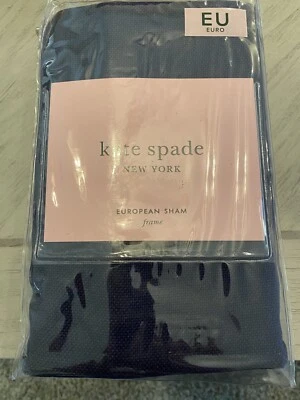 EU
EURO
kate spade
NEW YORK
EUROPEAN SHAM
frame